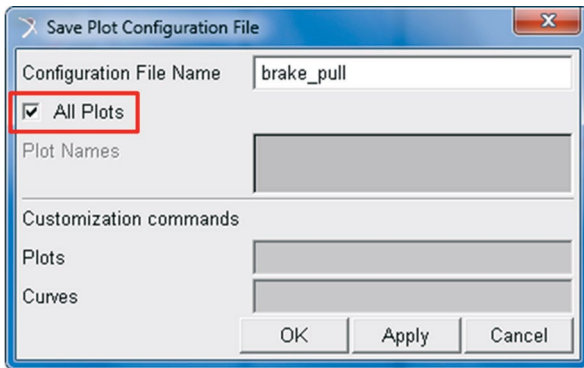 Save Plot Configuration File
Configuration File Name brake_pull
All Plots
Plot Names
Customization commands
Plots
Curves
OK Apply Cancel